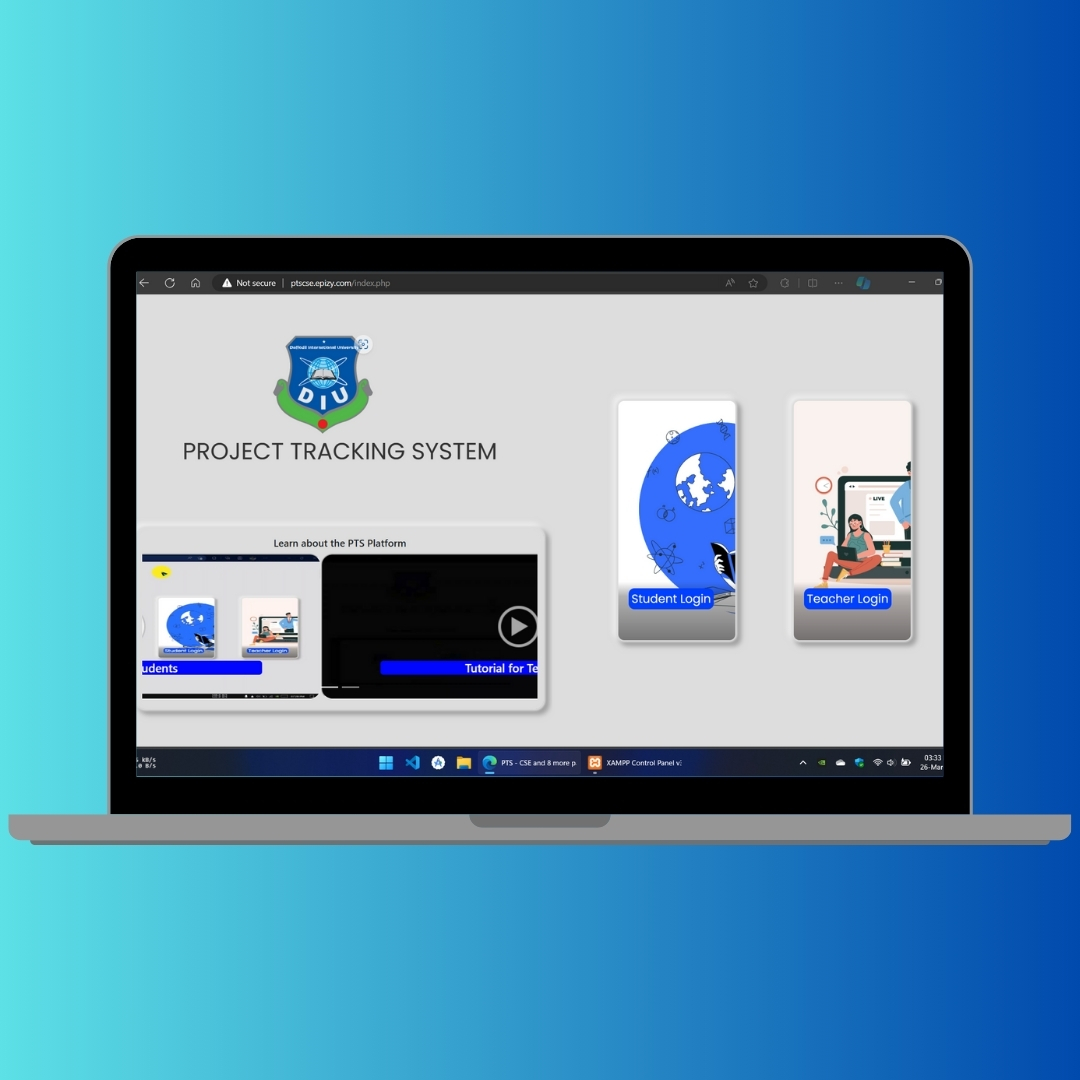 Not secure | ptscse.epizy.com/index.php
Daffodil International University
DIU
PROJECT TRACKING SYSTEM
Learn about the PTS Platform
Student Login
Teacher Login
udents
Tutorial for Te
LIVE
Student Login
Teacher Login
kB/s
B/s
PTS - CSE and 8 more p
XAMPP Control Panel
03:33
26-Mar